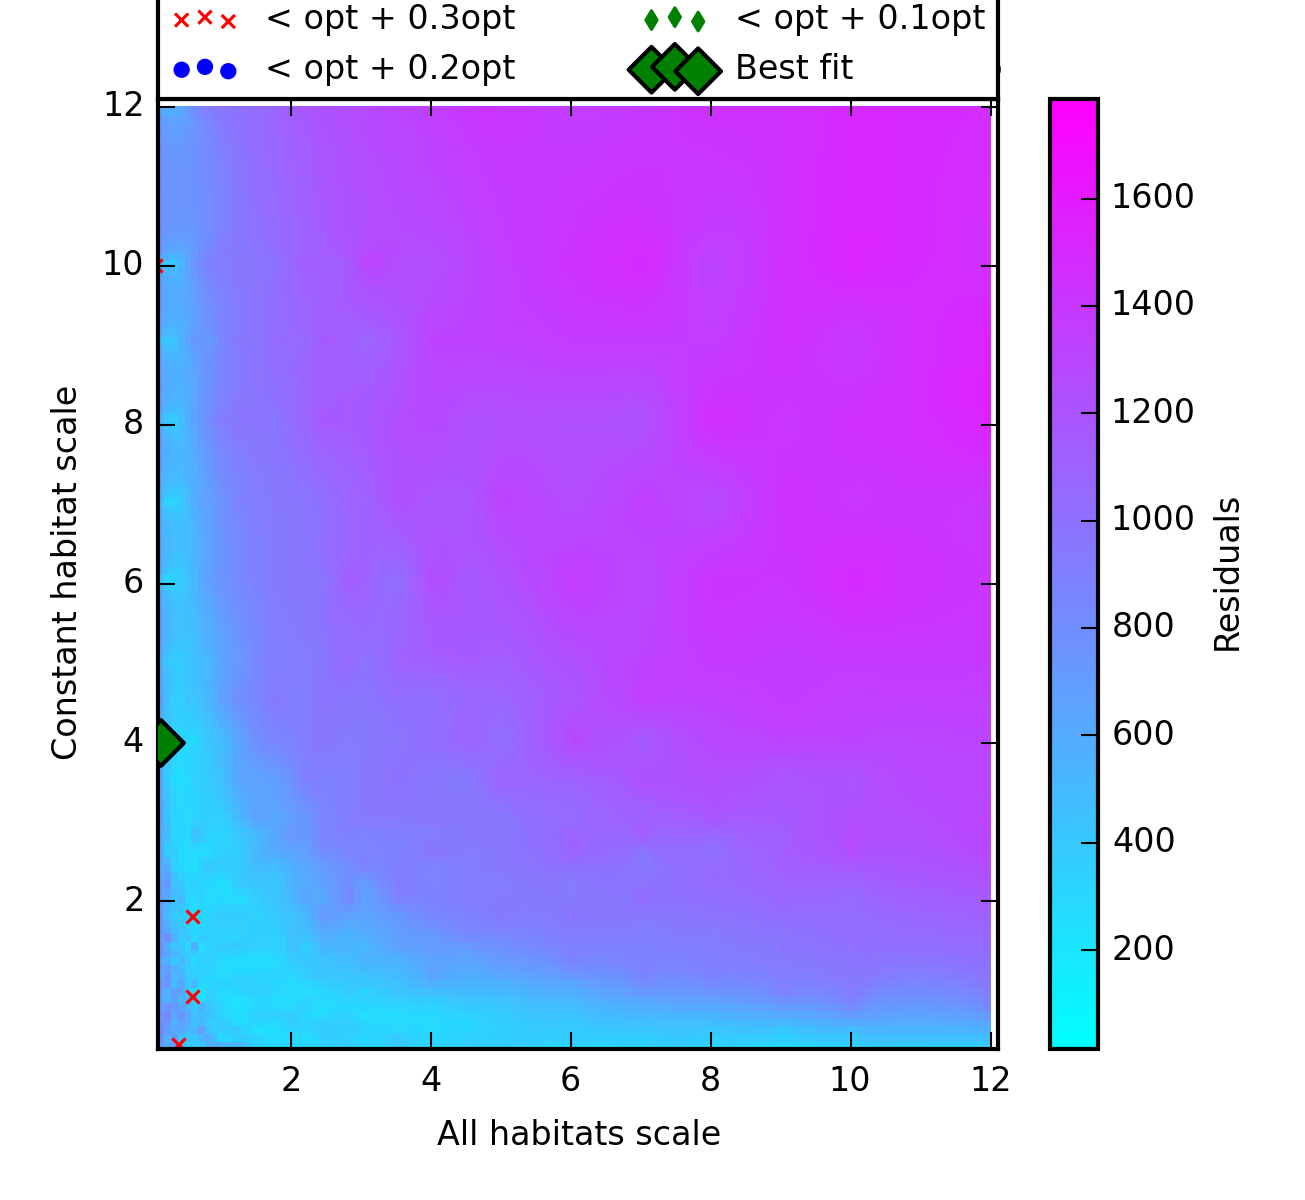 < opt + 0.3opt
< opt + 0.1opt
< opt + 0.2opt
Best fit
12
10
8
6
4
2
Constant habitat scale
2
4
6
8
10
12
All habitats scale
1600
1400
1200
1000
800
600
400
200
Residuals